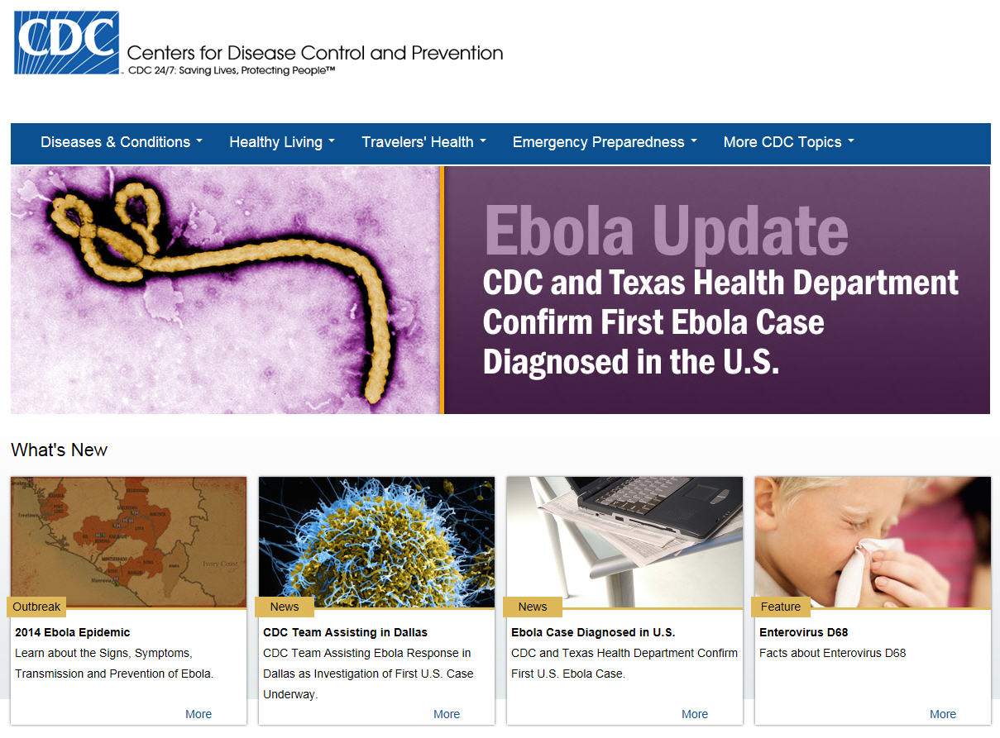 CDC
Centers for Disease Control and Prevention
CDC 24/7: Saving Lives, Protecting People™
Diseases & Conditions
Healthy Living
Travelers' Health
Emergency Preparedness
More CDC Topics
Ebola Update
CDC and Texas Health Department
Confirm First Ebola Case
Diagnosed in the U.S.
What's New
Freetown
Monrovia
Ivory Coast
Outbreak
2014 Ebola Epidemic
Learn about the Signs, Symptoms,
Transmission and Prevention of Ebola.
More
News
CDC Team Assisting in Dallas
CDC Team Assisting Ebola Response in
Dallas as Investigation of First U.S. Case
Underway.
More
News
Ebola Case Diagnosed in U.S.
CDC and Texas Health Department Confirm
First U.S. Ebola Case.
More
Feature
Enterovirus D68
Facts about Enterovirus D68
More